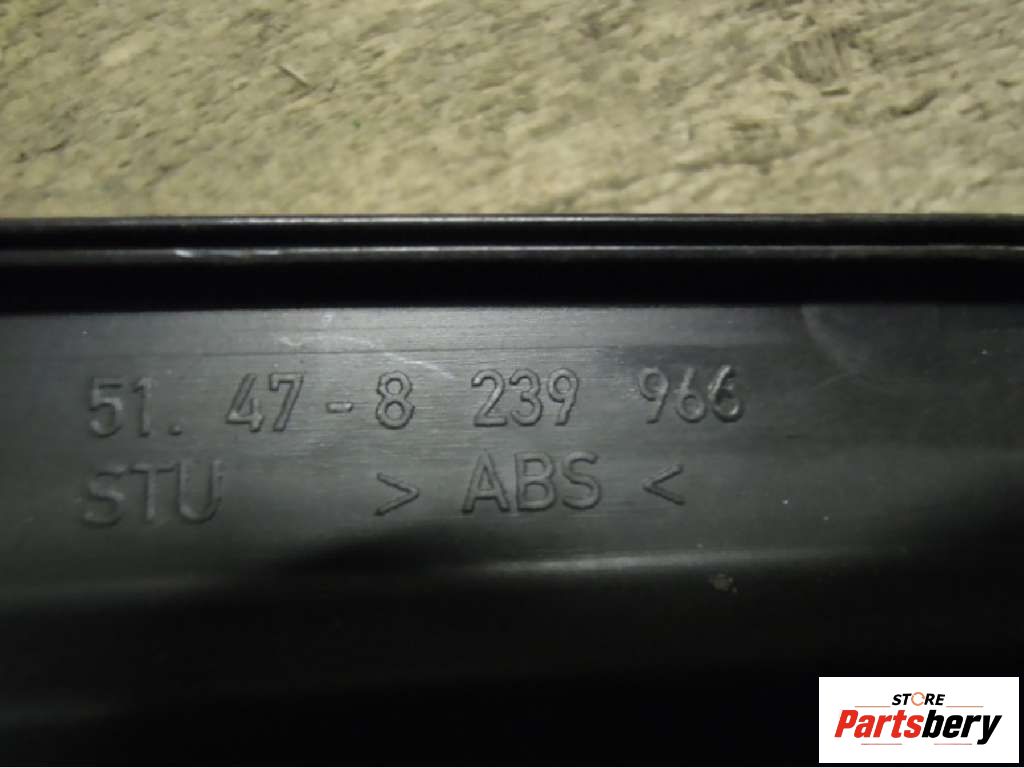 51. 47-8 239 966
STU > ABS <
STORE
Partsbery